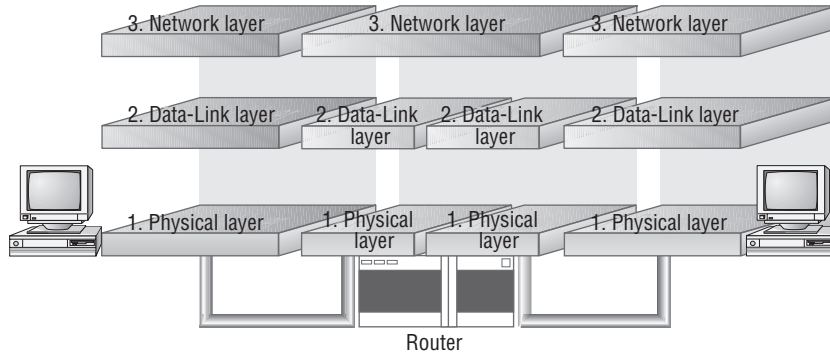 3. Network layer
3. Network layer
3. Network layer
2. Data-Link layer
2. Data-Link
layer
2. Data-Link
layer
2. Data-Link layer
1. Physical layer
1. Physical
layer
1. Physical
layer
1. Physical layer
Router